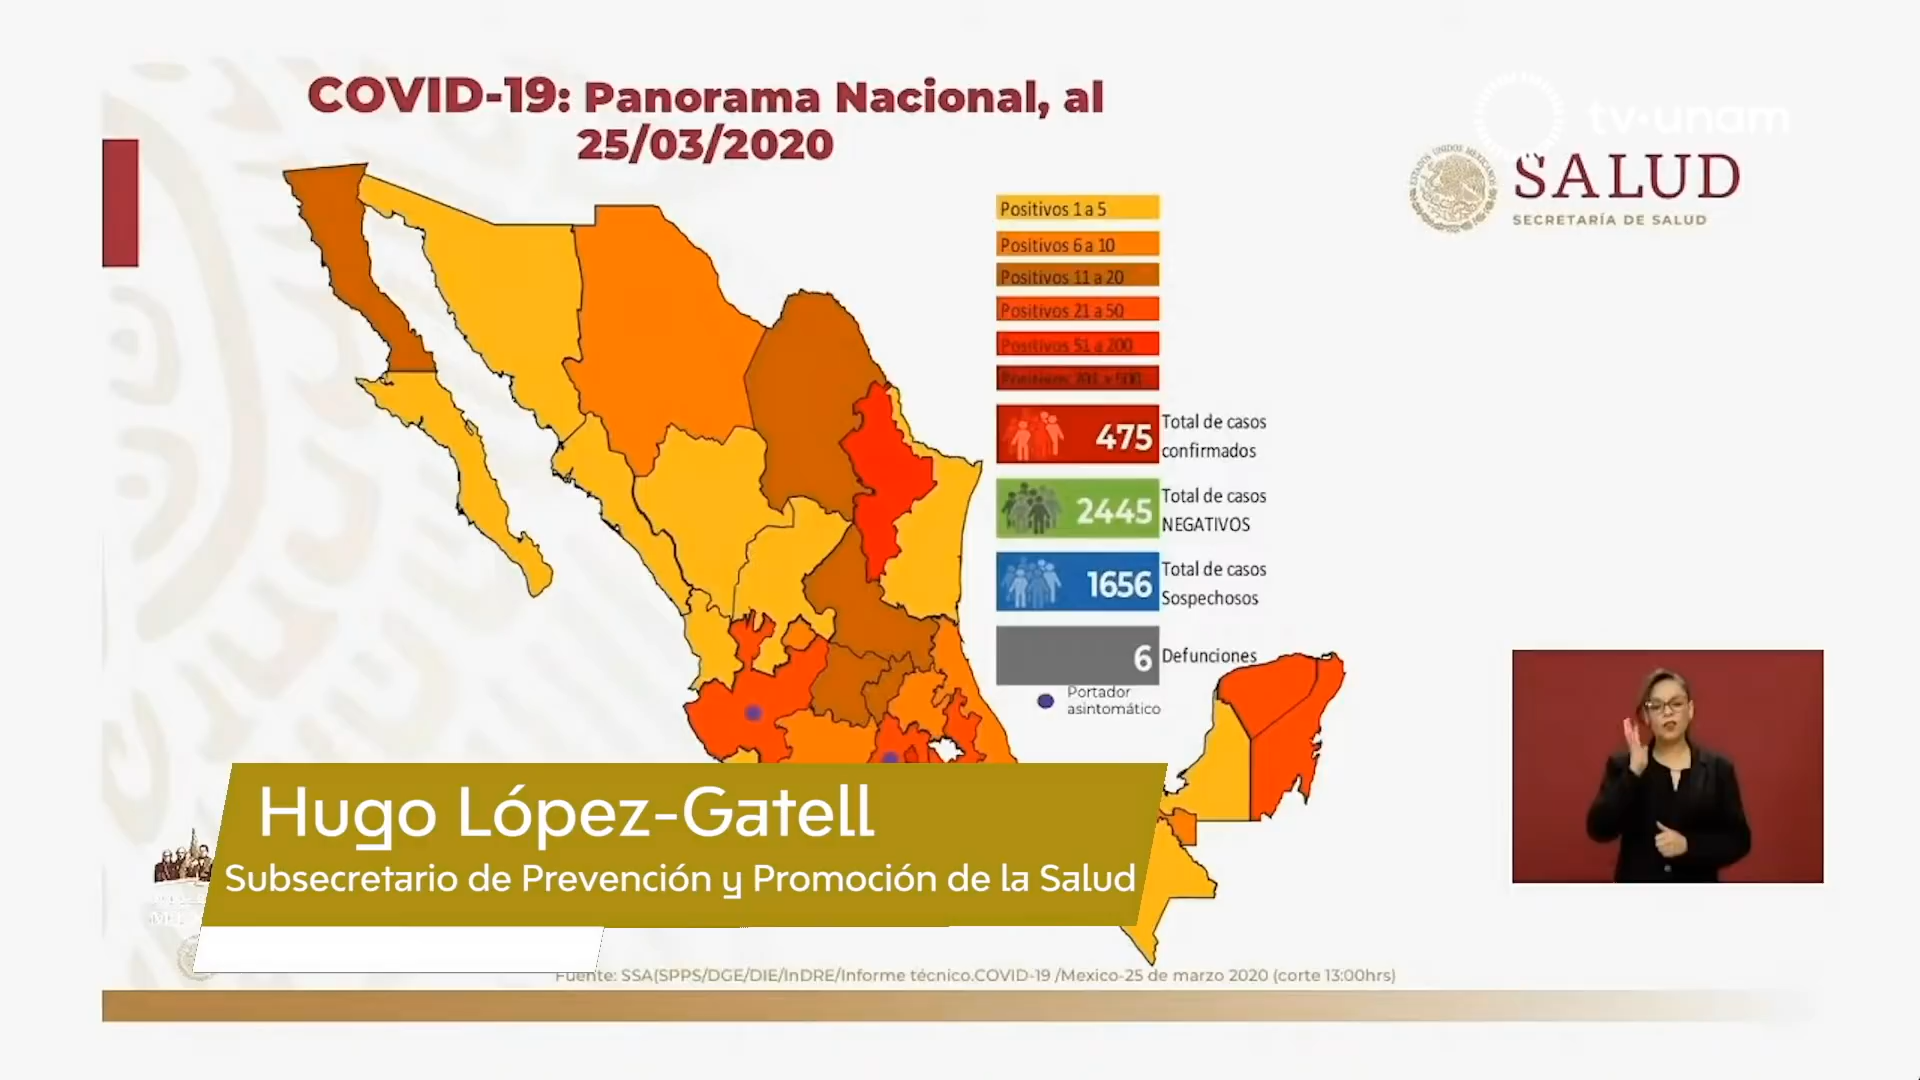 COVID-19: Panorama Nacional, al
25/03/2020
tv·unam
ESTADOS UNIDOS MEXICANOS
SALUD
SECRETARÍA DE SALUD
Positivos 1 a 5
Positivos 6 a 10
Positivos 11 a 20
Positivos 21 a 50
Positivos 51 a 200
475
Total de casos
confirmados
2445
Total de casos
NEGATIVOS
1656
Total de casos
Sospechosos
6
Defunciones
Portador
asintomático
Hugo López-Gatell
Subsecretario de Prevención y Promoción de la Salud
Fuente: SSA(SPPS/DGE/DIE/InDRE/Informe técnico.COVID-19 /Mexico-25 de marzo 2020 (corte 13:00hrs)